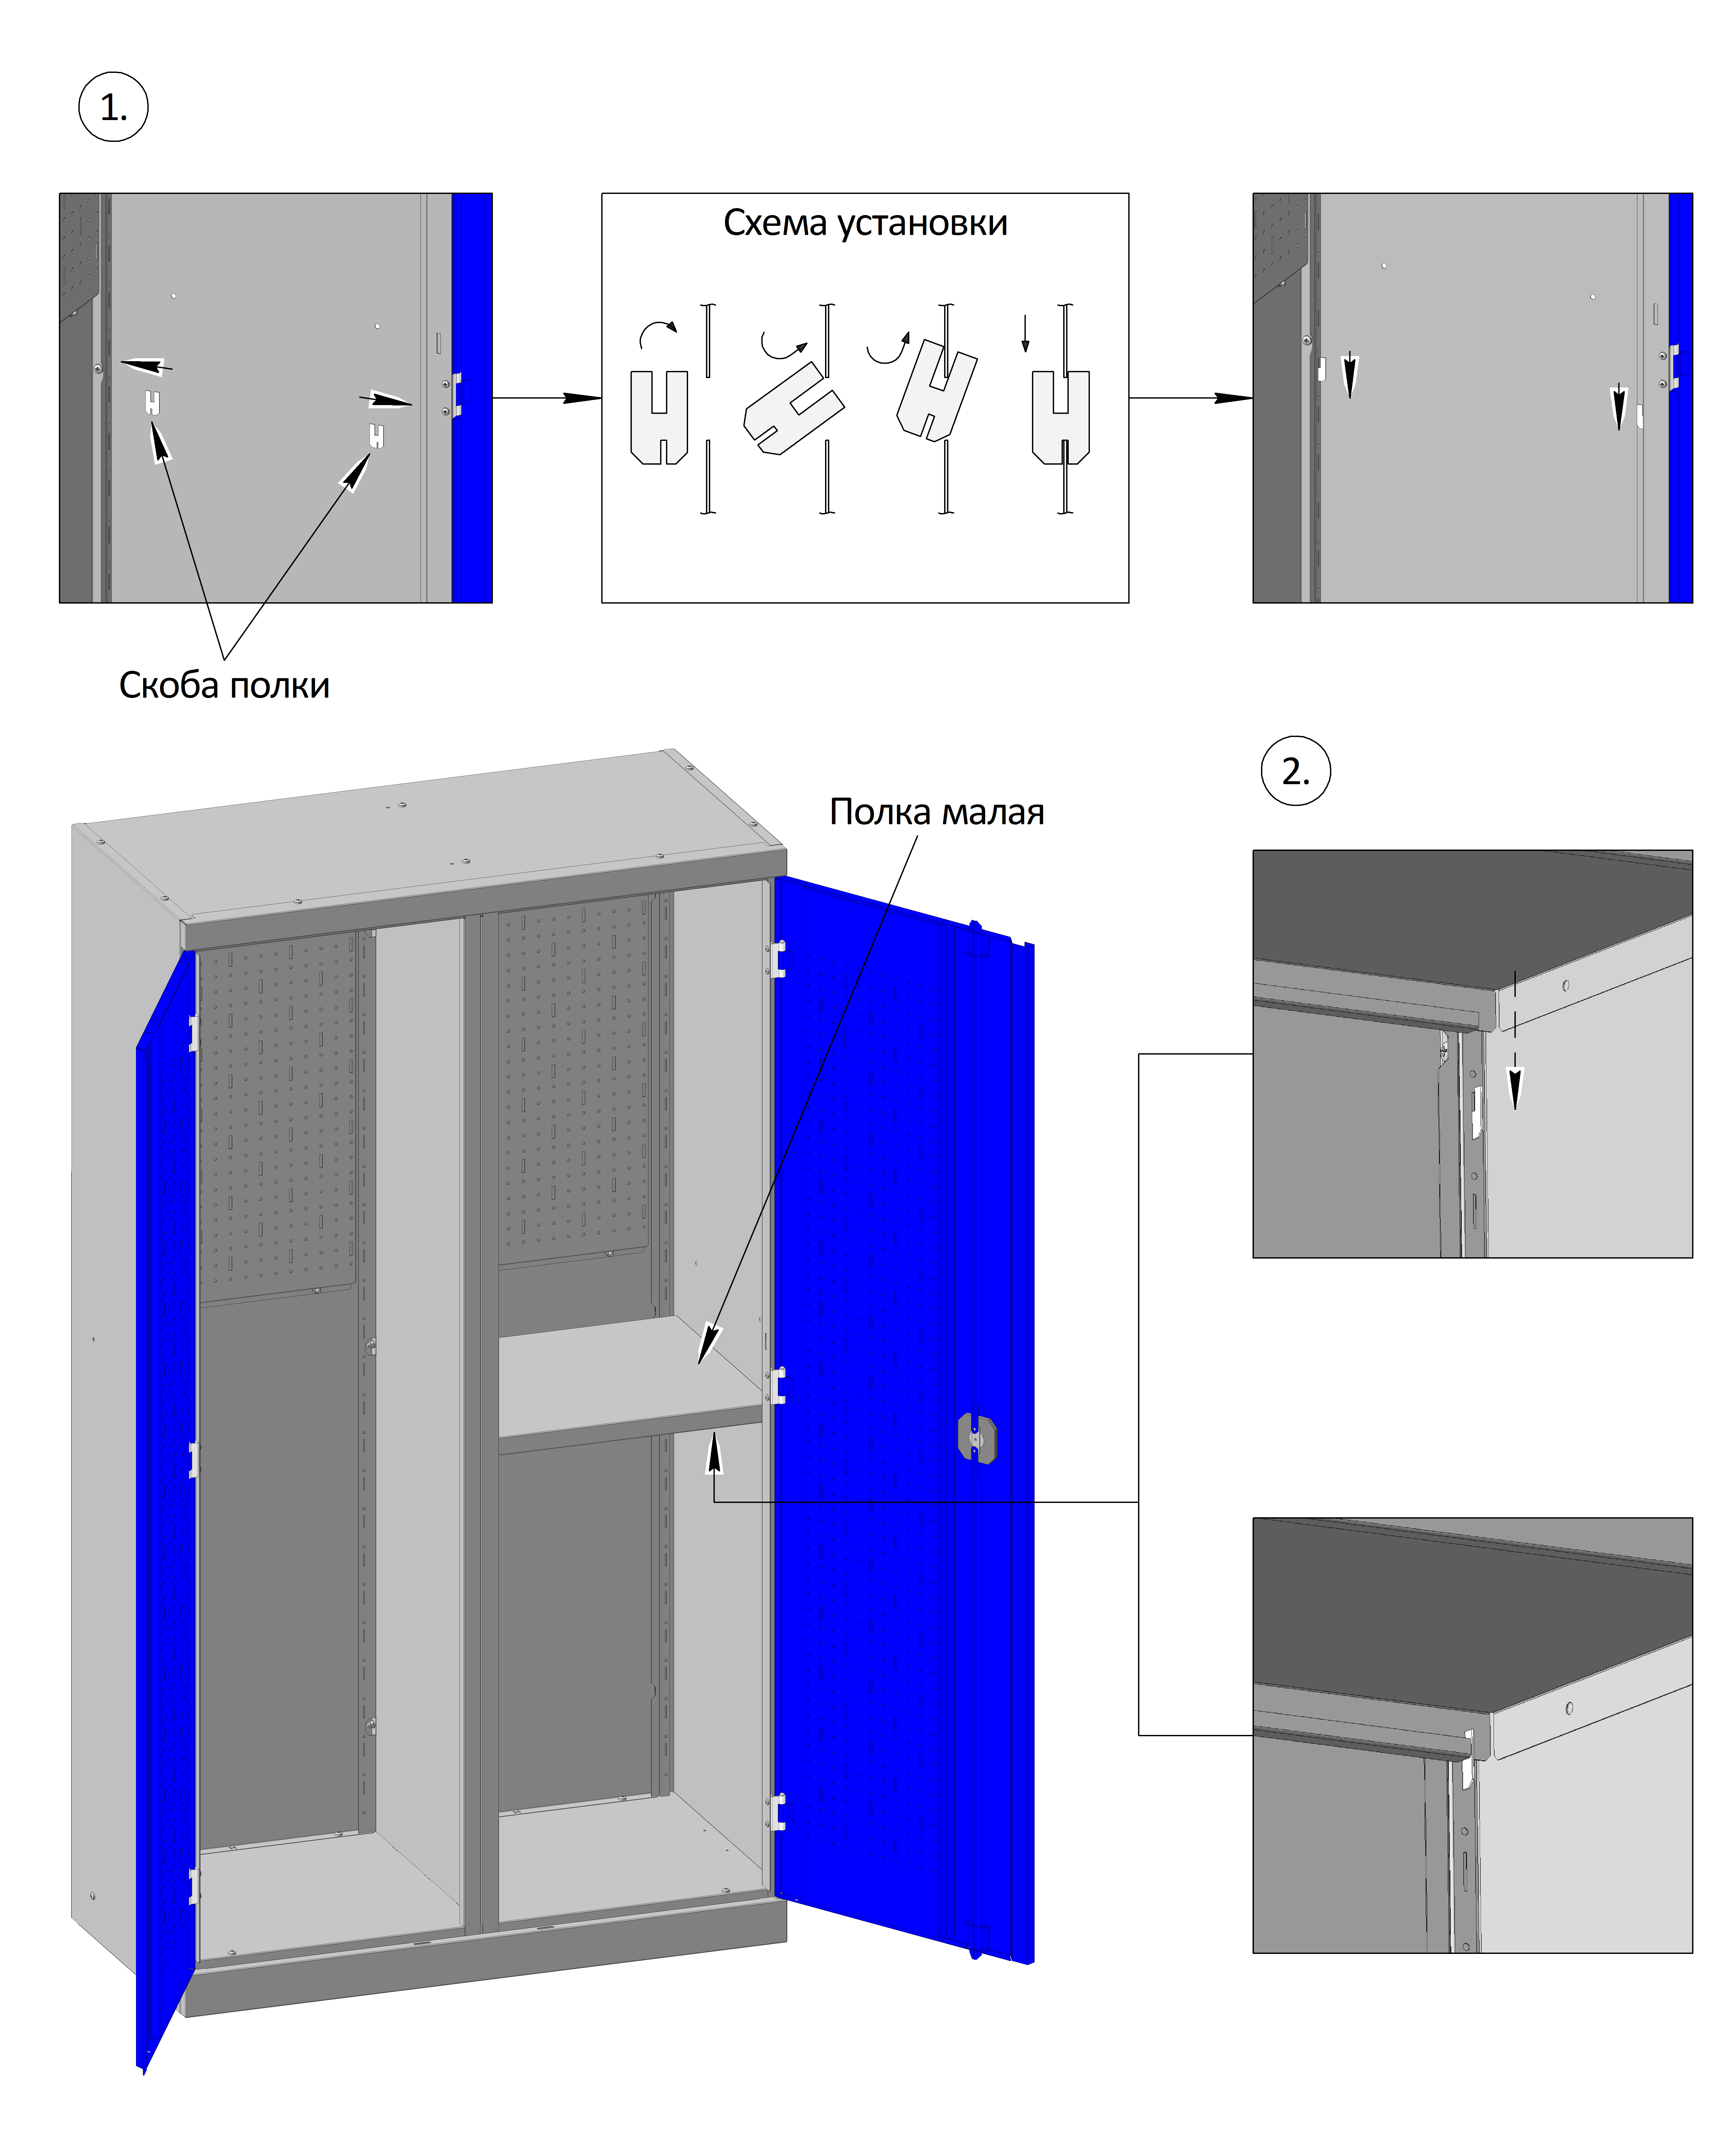 1.
Схема установки
Скоба полки
Полка малая
2.